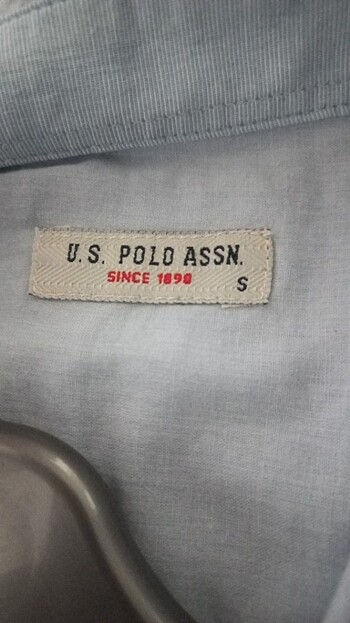 U.S. POLO ASSN.
SINCE 1890
S